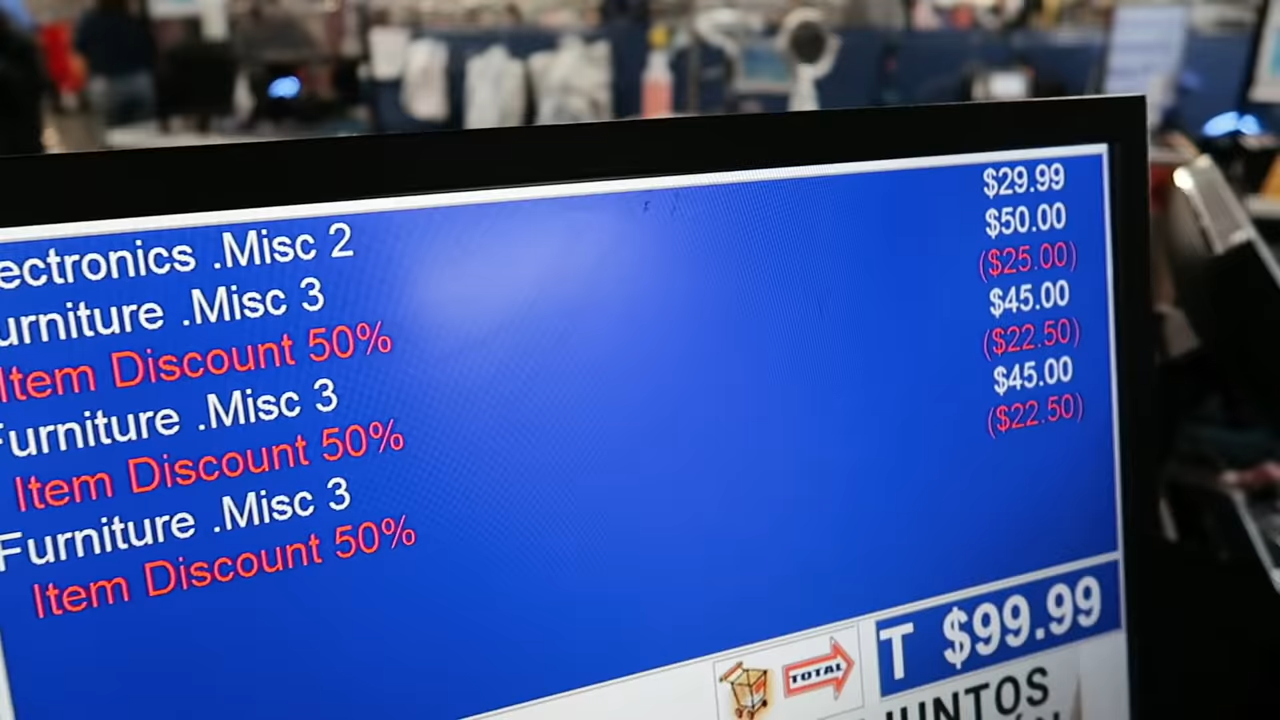 ectronics .Misc 2 $29.99
urniture .Misc 3 $50.00
Item Discount 50% ($25.00)
Furniture .Misc 3 $45.00
Item Discount 50% ($22.50)
Furniture .Misc 3 $45.00
Item Discount 50% ($22.50)
TOTAL T $99.99
JUNTOS